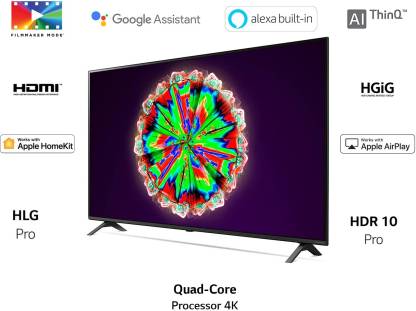 FILMMAKER MODE
Google Assistant
alexa built-in
AI ThinQ™
HDMI
HGiG
Works with
Apple HomeKit
Works with
Apple AirPlay
HLG
Pro
HDR 10
Pro
Quad-Core
Processor 4K